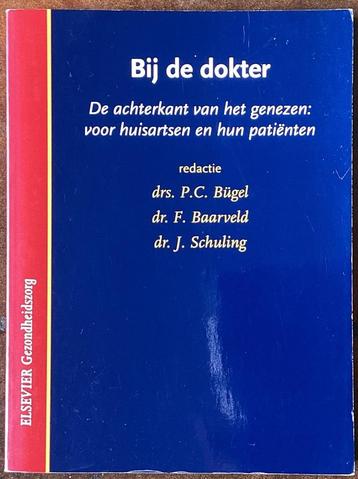 Bij de dokter
De achterkant van het genezen:
voor huisartsen en hun patiënten
redactie
drs. P.C. Bügel
dr. F. Baarveld
dr. J. Schuling
ELSEVIER Gezondheidszorg